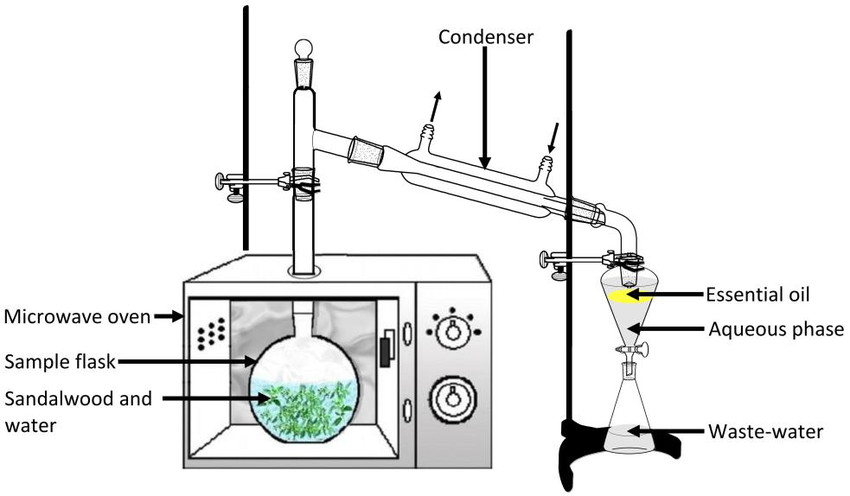 Condenser
Essential oil
Microwave oven
Aqueous phase
Sample flask
Sandalwood and
water
Waste-water